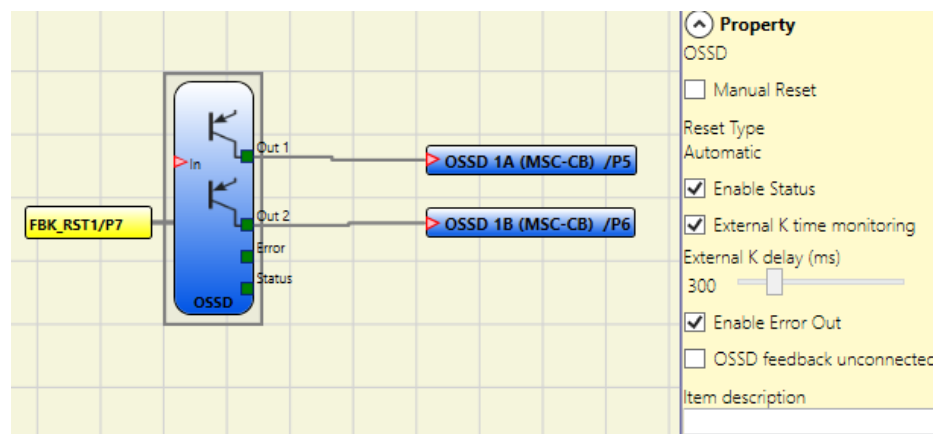 Property
OSSD
Manual Reset
Reset Type
Automatic
Enable Status
External K time monitoring
External K delay (ms)
300
Enable Error Out
OSSD feedback unconnected
Item description
Out 1
In
OSSD 1A (MSC-CB) /P5
FBK_RST1/P7
Out 2
OSSD 1B (MSC-CB) /P6
Error
Status
OSSD